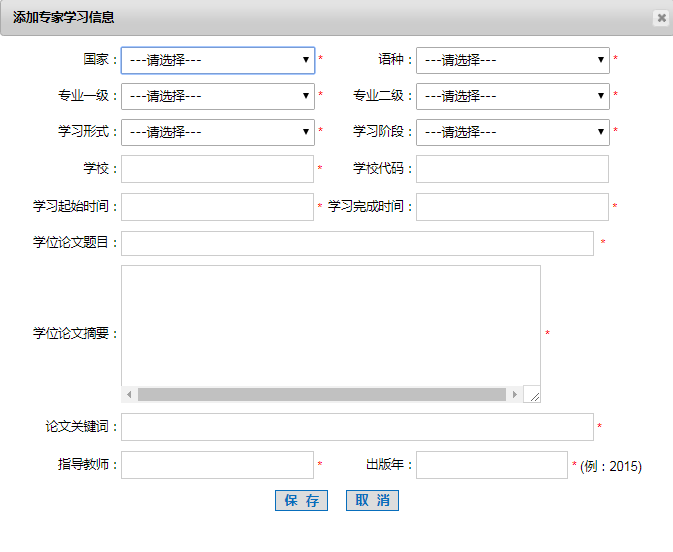 添加专家学习信息
国家： ---请选择--- * 语种： ---请选择--- *
专业一级： ---请选择--- * 专业二级： ---请选择--- *
学习形式： ---请选择--- * 学习阶段： ---请选择--- *
学校： * 学校代码：
学习起始时间： * 学习完成时间： *
学位论文题目： *
学位论文摘要： *
论文关键词： *
指导教师： * 出版年： * (例：2015)
保 存 取 消